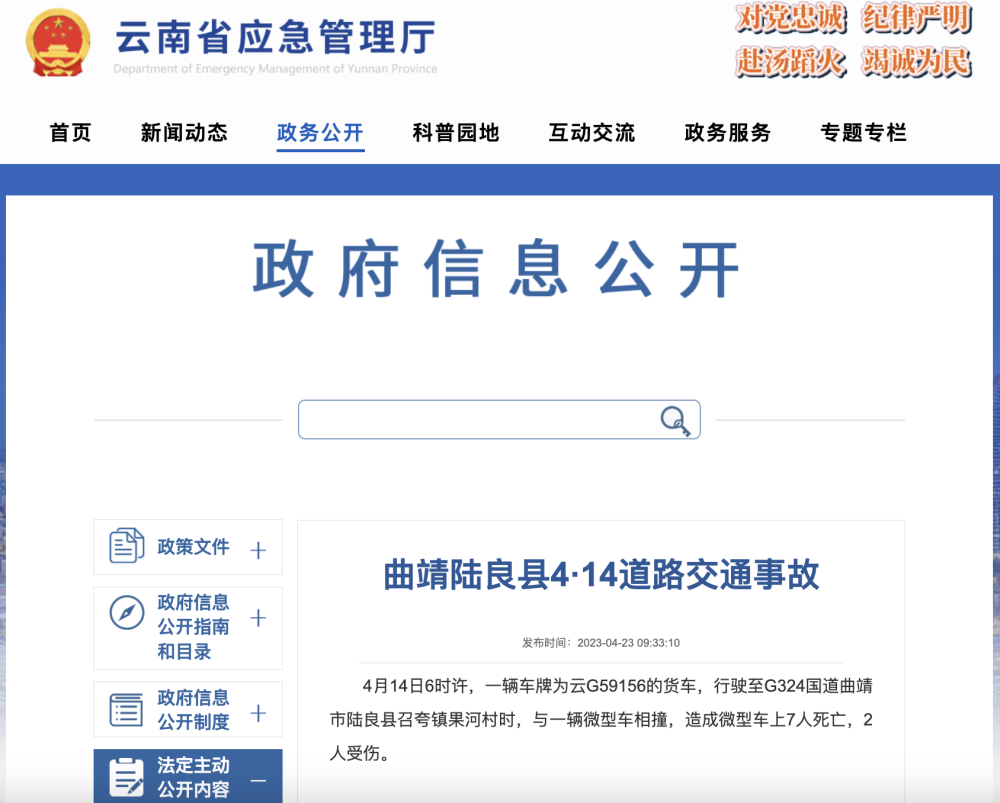 云南省应急管理厅
Department of Emergency Management of Yunnan Province
对党忠诚 纪律严明
赴汤蹈火 竭诚为民
首页 新闻动态 政务公开 科普园地 互动交流 政务服务 专题专栏
政府信息公开
政策文件 +
政府信息
公开指南
和目录 +
政府信息
公开制度 +
法定主动
公开内容 —
曲靖陆良县4·14道路交通事故
发布时间：2023-04-23 09:33:10
4月14日6时许，一辆车牌为云G59156的货车，行驶至G324国道曲靖
市陆良县召夸镇果河村时，与一辆微型车相撞，造成微型车上7人死亡，2
人受伤。